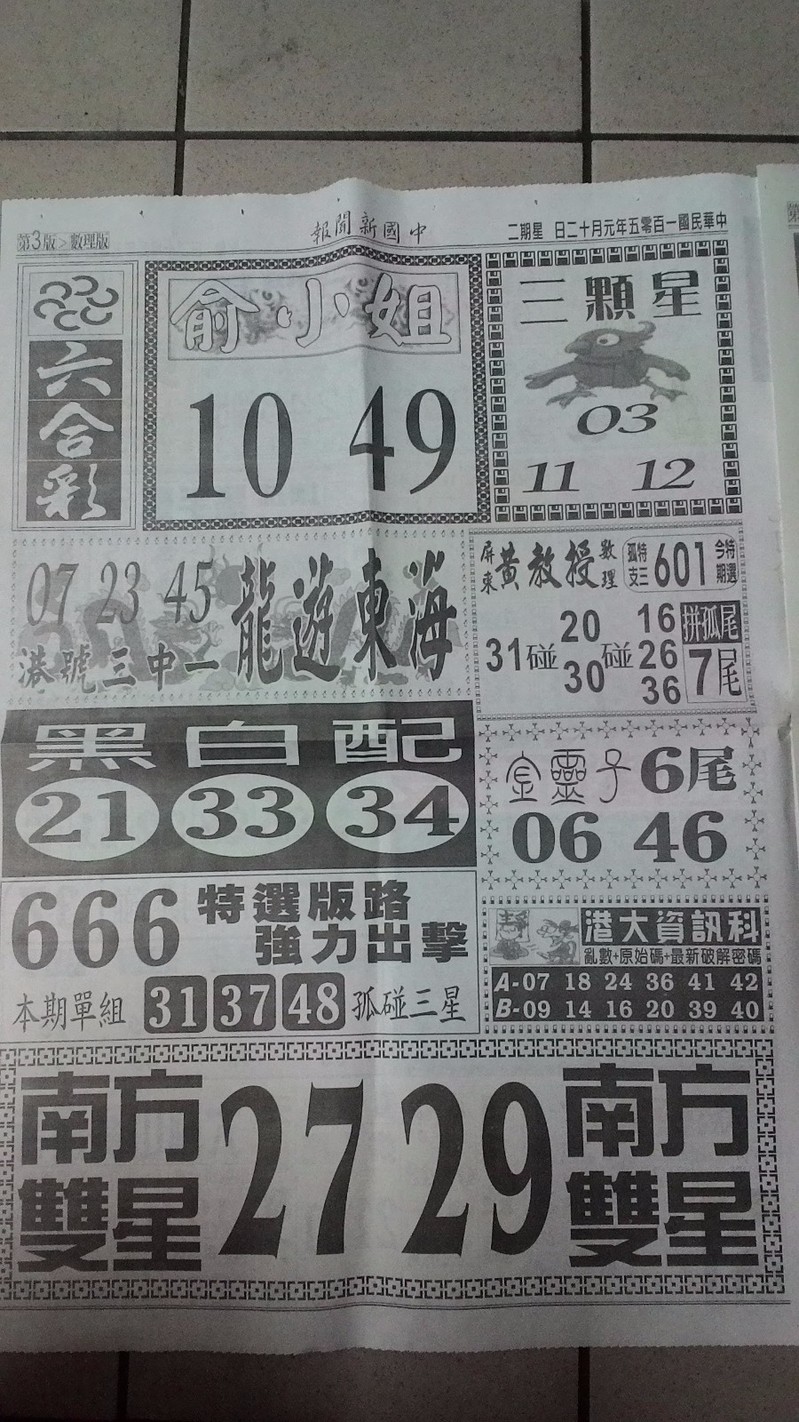 第3版>數理版
報聞新國中
中華民國一百零五年元月十二日 星期二
六合彩
俞小姐
10 49
三顆星
03
11 12
07 23 45
港號三中一
龍遊東海
屏東黃教授數理
孤特支三 601 今特期選
31碰 20 30 碰 16 26 36
拼孤尾
7尾
黑白配
21 33 34
金靈子 6尾
06 46
666 特選版路
強力出擊
本期單組 31 37 48 孤碰三星
港大資訊科
亂數+原始碼+最新破解密碼
A-07 18 24 36 41 42
B-09 14 16 20 39 40
南方雙星 27 29 南方雙星